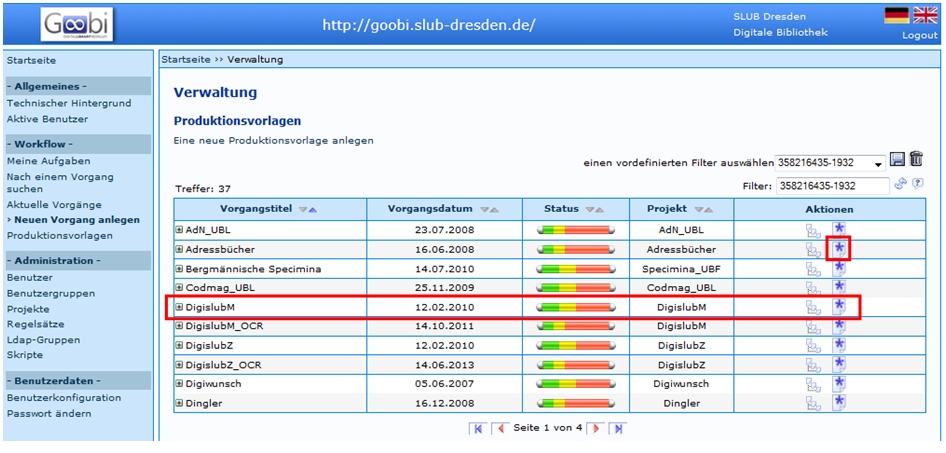 Goobi
http://goobi.slub-dresden.de/
SLUB Dresden
Digitale Bibliothek
Logout
Startseite
- Allgemeines -
Technischer Hintergrund
Aktive Benutzer
- Workflow -
Meine Aufgaben
Nach einem Vorgang
suchen
Aktuelle Vorgänge
› Neuen Vorgang anlegen
Produktionsvorlagen
- Administration -
Benutzer
Benutzergruppen
Projekte
Regelsätze
Ldap-Gruppen
Skripte
- Benutzerdaten -
Benutzerkonfiguration
Passwort ändern
Startseite ›› Verwaltung
Verwaltung
Produktionsvorlagen
Eine neue Produktionsvorlage anlegen
einen vordefinierten Filter auswählen 358216435-1932
Treffer: 37 Filter: 358216435-1932
Vorgangstitel Vorgangsdatum Status Projekt Aktionen
AdN_UBL 23.07.2008 AdN_UBL
Adressbücher 16.06.2008 Adressbücher
Bergmännische Specimina 14.07.2010 Specimina_UBF
Codmag_UBL 25.11.2009 Codmag_UBL
DigislubM 12.02.2010 DigislubM
DigislubM_OCR 14.10.2011 DigislubM
DigislubZ 12.02.2010 DigislubZ
DigislubZ_OCR 14.06.2013 DigislubZ
Digiwunsch 05.06.2007 Digiwunsch
Dingler 16.12.2008 Dingler
Seite 1 von 4